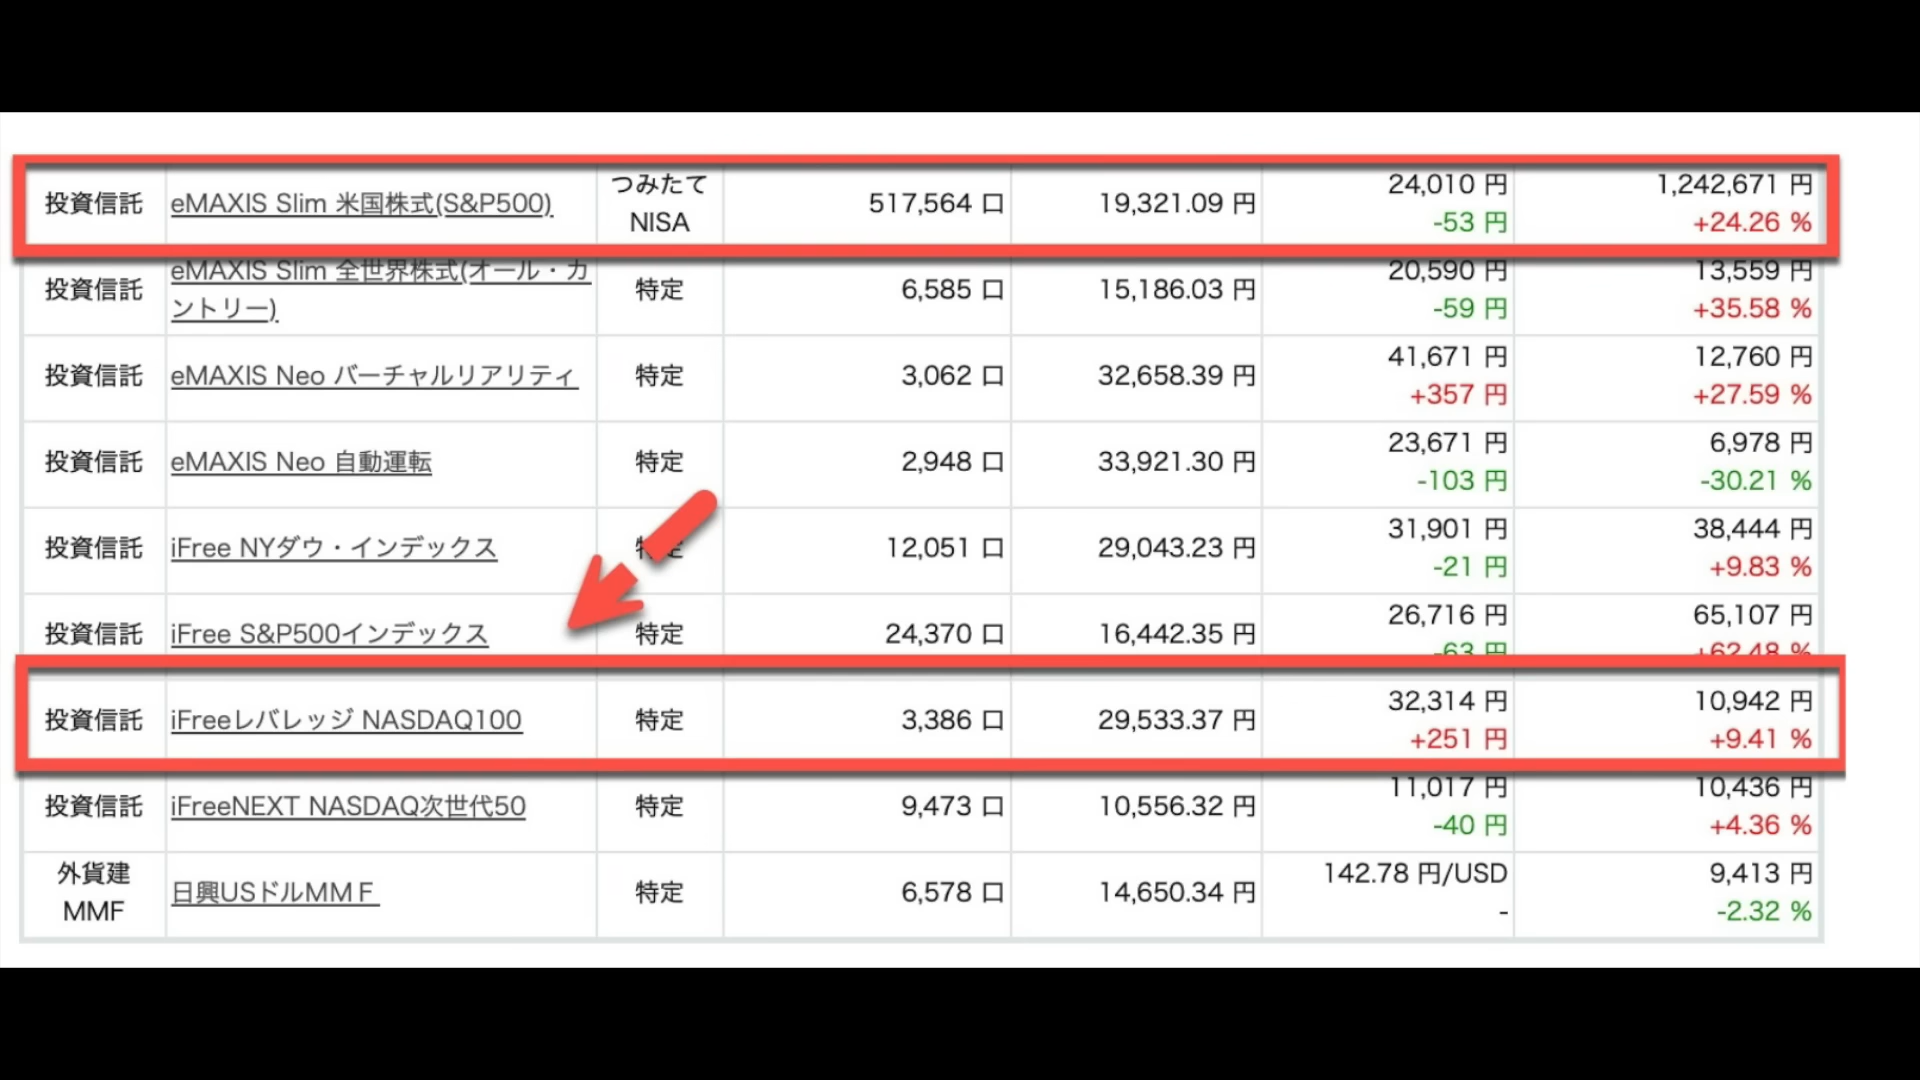 投資信託 eMAXIS Slim 米国株式(S&P500) つみたて NISA 517,564 口 19,321.09 円 24,010 円 -53 円 1,242,671 円 +24.26 %
投資信託 eMAXIS Slim 全世界株式(オール・カントリー) 特定 6,585 口 15,186.03 円 20,590 円 -59 円 13,559 円 +35.58 %
投資信託 eMAXIS Neo バーチャルリアリティ 特定 3,062 口 32,658.39 円 41,671 円 +357 円 12,760 円 +27.59 %
投資信託 eMAXIS Neo 自動運転 特定 2,948 口 33,921.30 円 23,671 円 -103 円 6,978 円 -30.21 %
投資信託 iFree NYダウ・インデックス 特定 12,051 口 29,043.23 円 31,901 円 -21 円 38,444 円 +9.83 %
投資信託 iFree S&P500インデックス 特定 24,370 口 16,442.35 円 26,716 円 -63 円 65,107 円 +62.48 %
投資信託 iFreeレバレッジ NASDAQ100 特定 3,386 口 29,533.37 円 32,314 円 +251 円 10,942 円 +9.41 %
投資信託 iFreeNEXT NASDAQ次世代50 特定 9,473 口 10,556.32 円 11,017 円 -40 円 10,436 円 +4.36 %
外貨建 MMF 日興USドルMMF 特定 6,578 口 14,650.34 円 142.78 円/USD - 9,413 円 -2.32 %